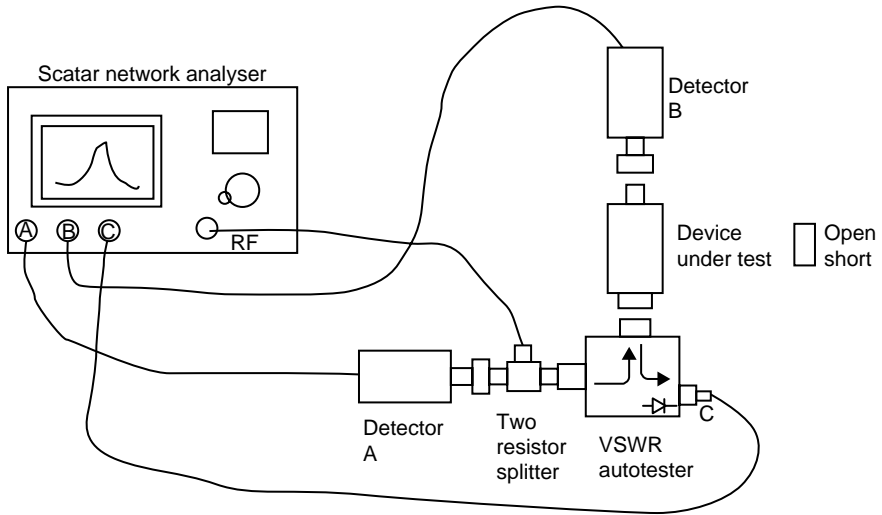 Scatar network analyser
Detector
B
A
B
C
RF
Device
under test
Open
short
C
Detector
A
Two
resistor
splitter
VSWR
autotester